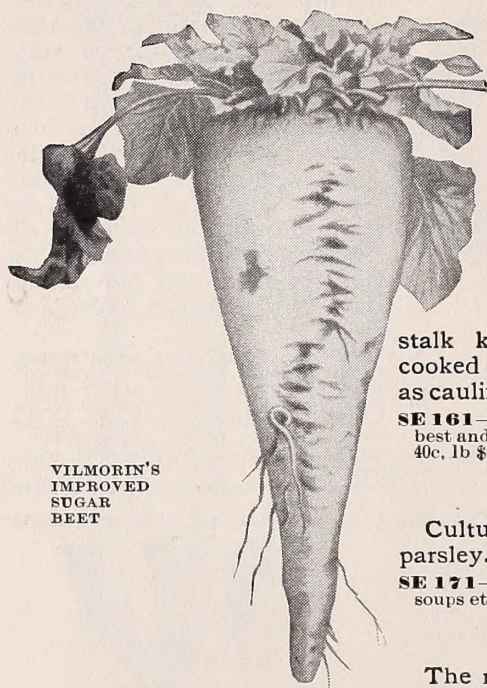 VILMORIN'S
IMPROVED
SUGAR
BEET
stalk k
cooked
as cauli
SE 161—
best and
40c, lb $
Cultu
parsley.
SE 171—
soups et
The